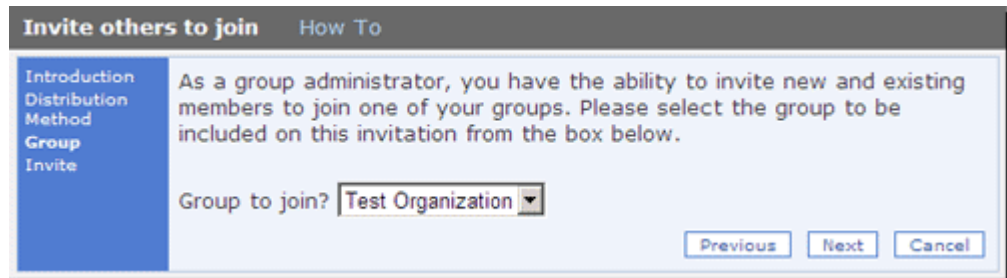 Invite others to join How To
Introduction
Distribution
Method
Group
Invite
As a group administrator, you have the ability to invite new and existing
members to join one of your groups. Please select the group to be
included on this invitation from the box below.
Group to join? Test Organization
Previous Next Cancel